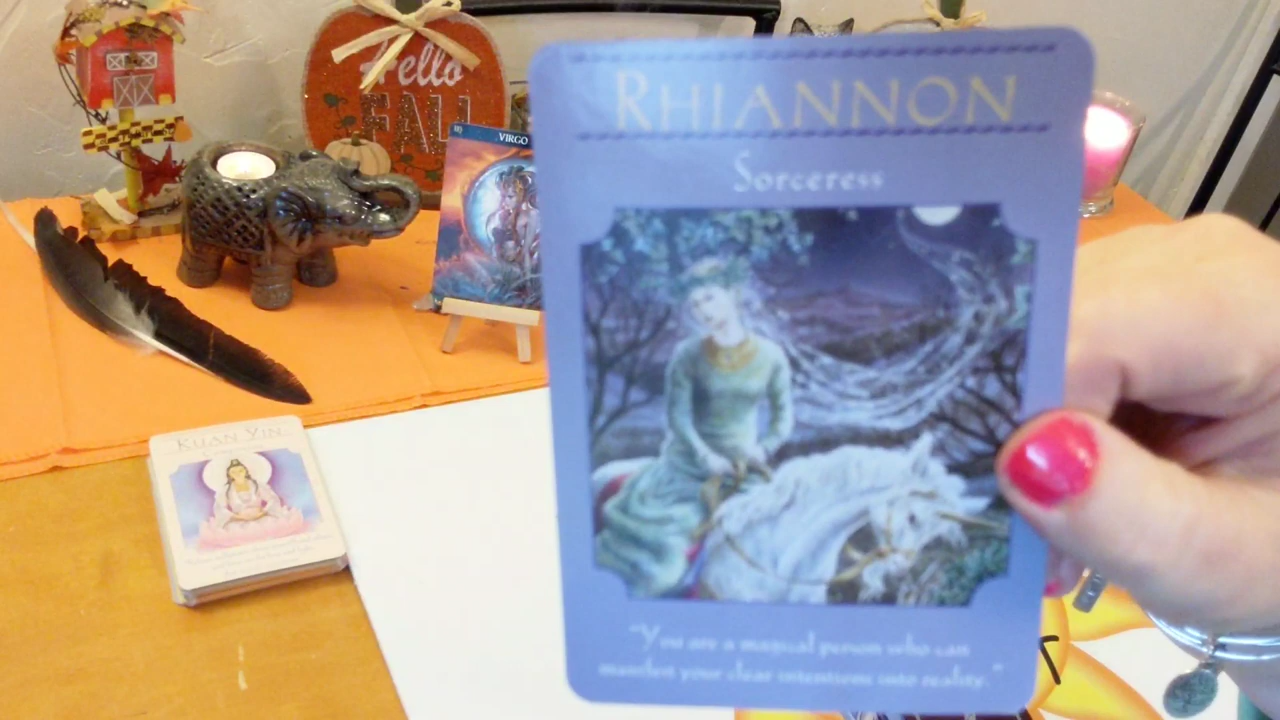 Hello
FALL
III)
VIRGO
RHIANNON
Sorceress
"You are a magical person who can
manifest your clear intentions into reality."
KUAN YIN